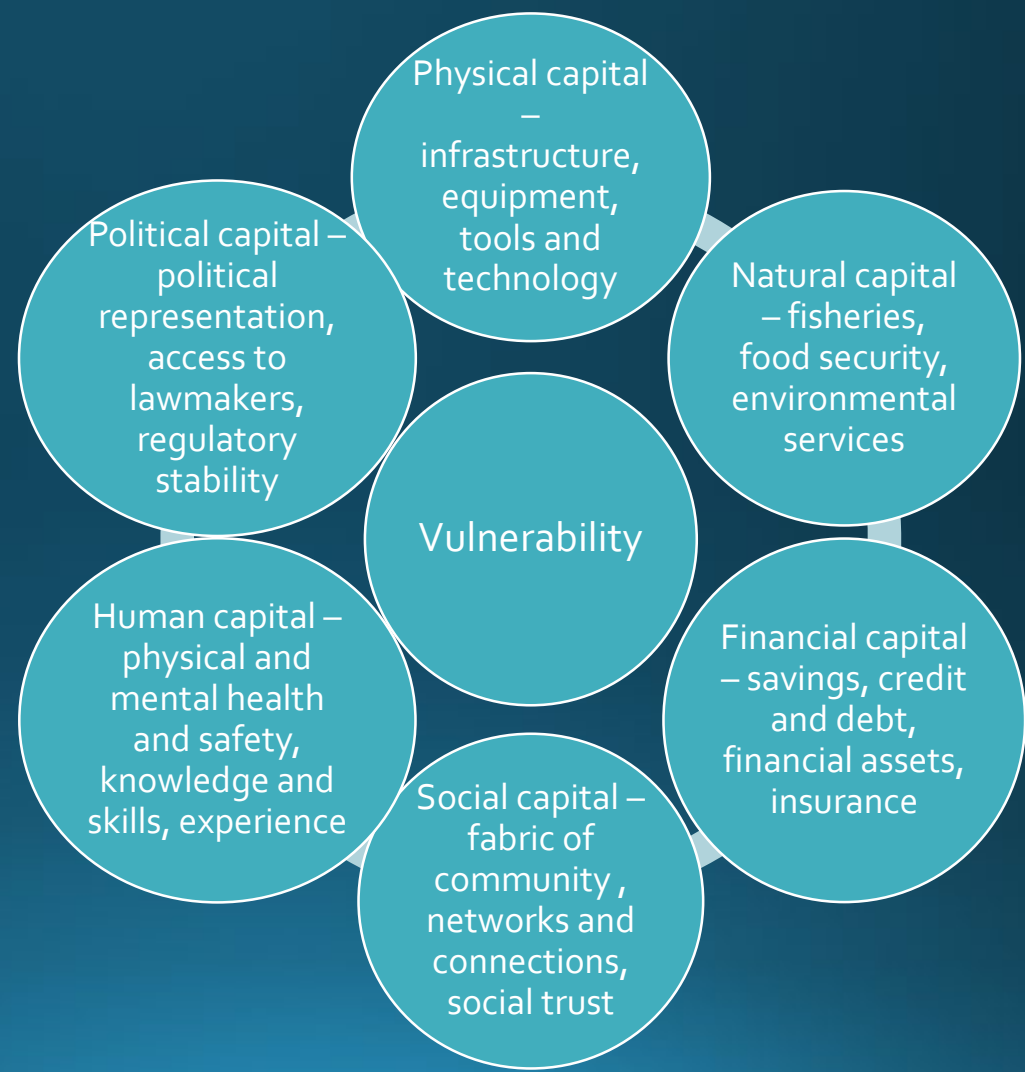 Physical capital
–
infrastructure,
equipment,
tools and
technology
Natural capital
– fisheries,
food security,
environmental
services
Financial capital
– savings, credit
and debt,
financial assets,
insurance
Social capital –
fabric of
community ,
networks and
connections,
social trust
Human capital –
physical and
mental health
and safety,
knowledge and
skills, experience
Political capital –
political
representation,
access to
lawmakers,
regulatory
stability
Vulnerability